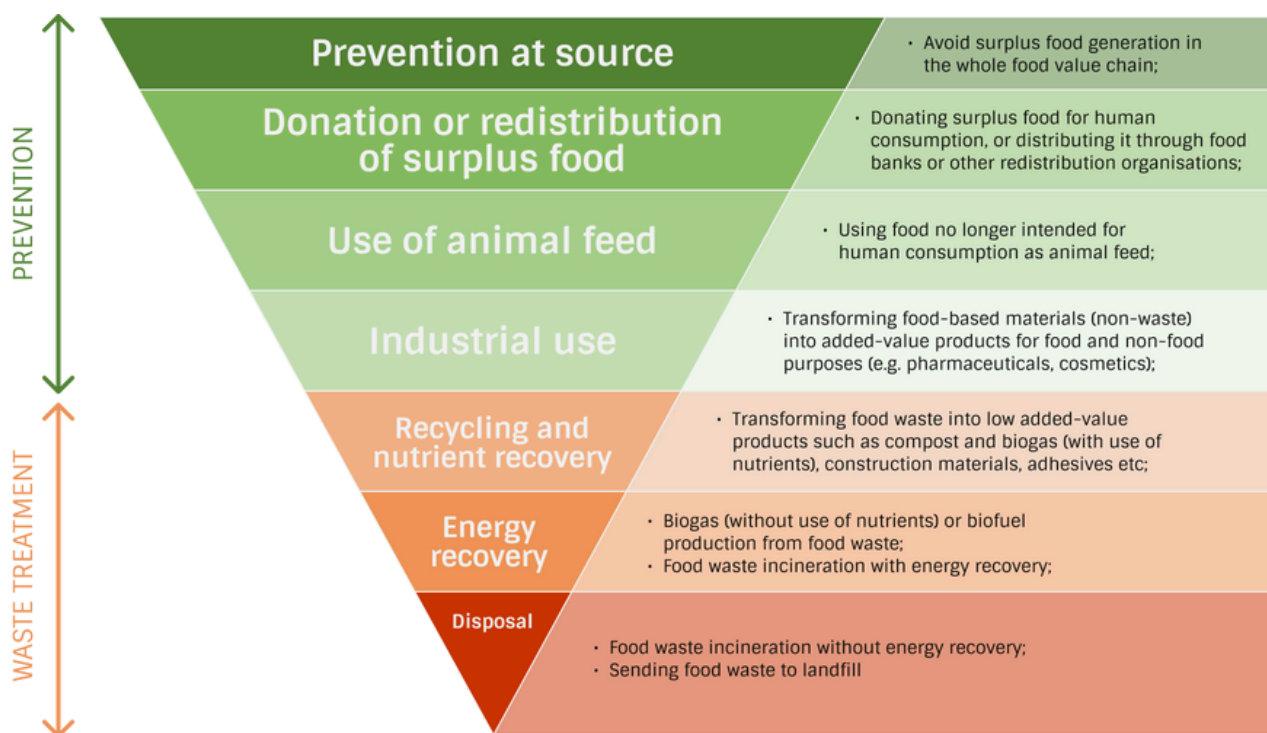 PREVENTION
Prevention at source
• Avoid surplus food generation in
the whole food value chain;
Donation or redistribution
of surplus food
• Donating surplus food for human
consumption, or distributing it through food
banks or other redistribution organisations;
Use of animal feed
• Using food no longer intended for
human consumption as animal feed;
Industrial use
• Transforming food-based materials (non-waste)
into added-value products for food and non-food
purposes (e.g. pharmaceuticals, cosmetics);
WASTE TREATMENT
Recycling and
nutrient recovery
• Transforming food waste into low added-value
products such as compost and biogas (with use of
nutrients), construction materials, adhesives etc;
Energy
recovery
• Biogas (without use of nutrients) or biofuel
production from food waste;
• Food waste incineration with energy recovery;
Disposal
• Food waste incineration without energy recovery;
• Sending food waste to landfill